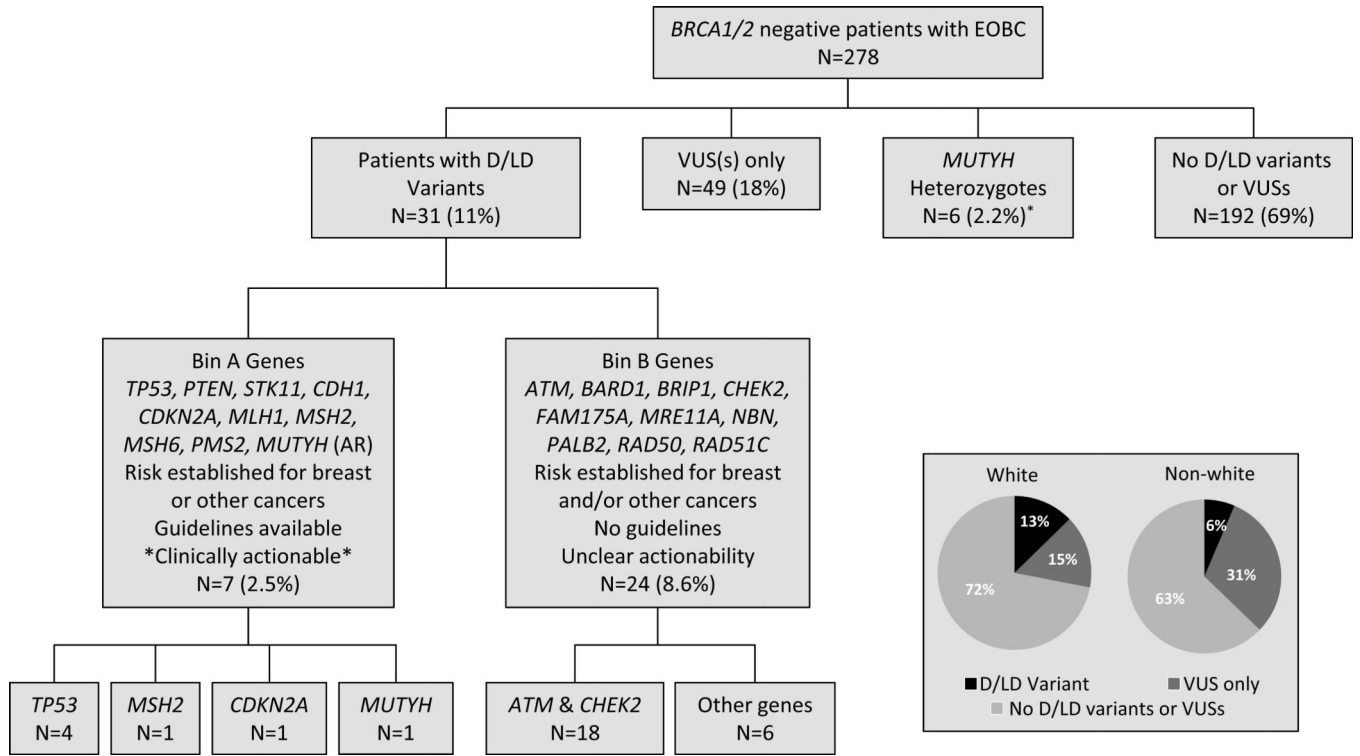 BRCA1/2 negative patients with EOBC
N=278
Patients with D/LD
Variants
N=31 (11%)
VUS(s) only
N=49 (18%)
MUTYH
Heterozygotes
N=6 (2.2%)*
No D/LD variants
or VUSs
N=192 (69%)
Bin A Genes
TP53, PTEN, STK11, CDH1,
CDKN2A, MLH1, MSH2,
MSH6, PMS2, MUTYH (AR)
Risk established for breast
or other cancers
Guidelines available
*Clinically actionable*
N=7 (2.5%)
Bin B Genes
ATM, BARD1, BRIP1, CHEK2,
FAM175A, MRE11A, NBN,
PALB2, RAD50, RAD51C
Risk established for breast
and/or other cancers
No guidelines
Unclear actionability
N=24 (8.6%)
TP53
N=4
MSH2
N=1
CDKN2A
N=1
MUTYH
N=1
ATM & CHEK2
N=18
Other genes
N=6
White
13%
15%
72%
Non-white
6%
31%
63%
D/LD Variant
VUS only
No D/LD variants or VUSs